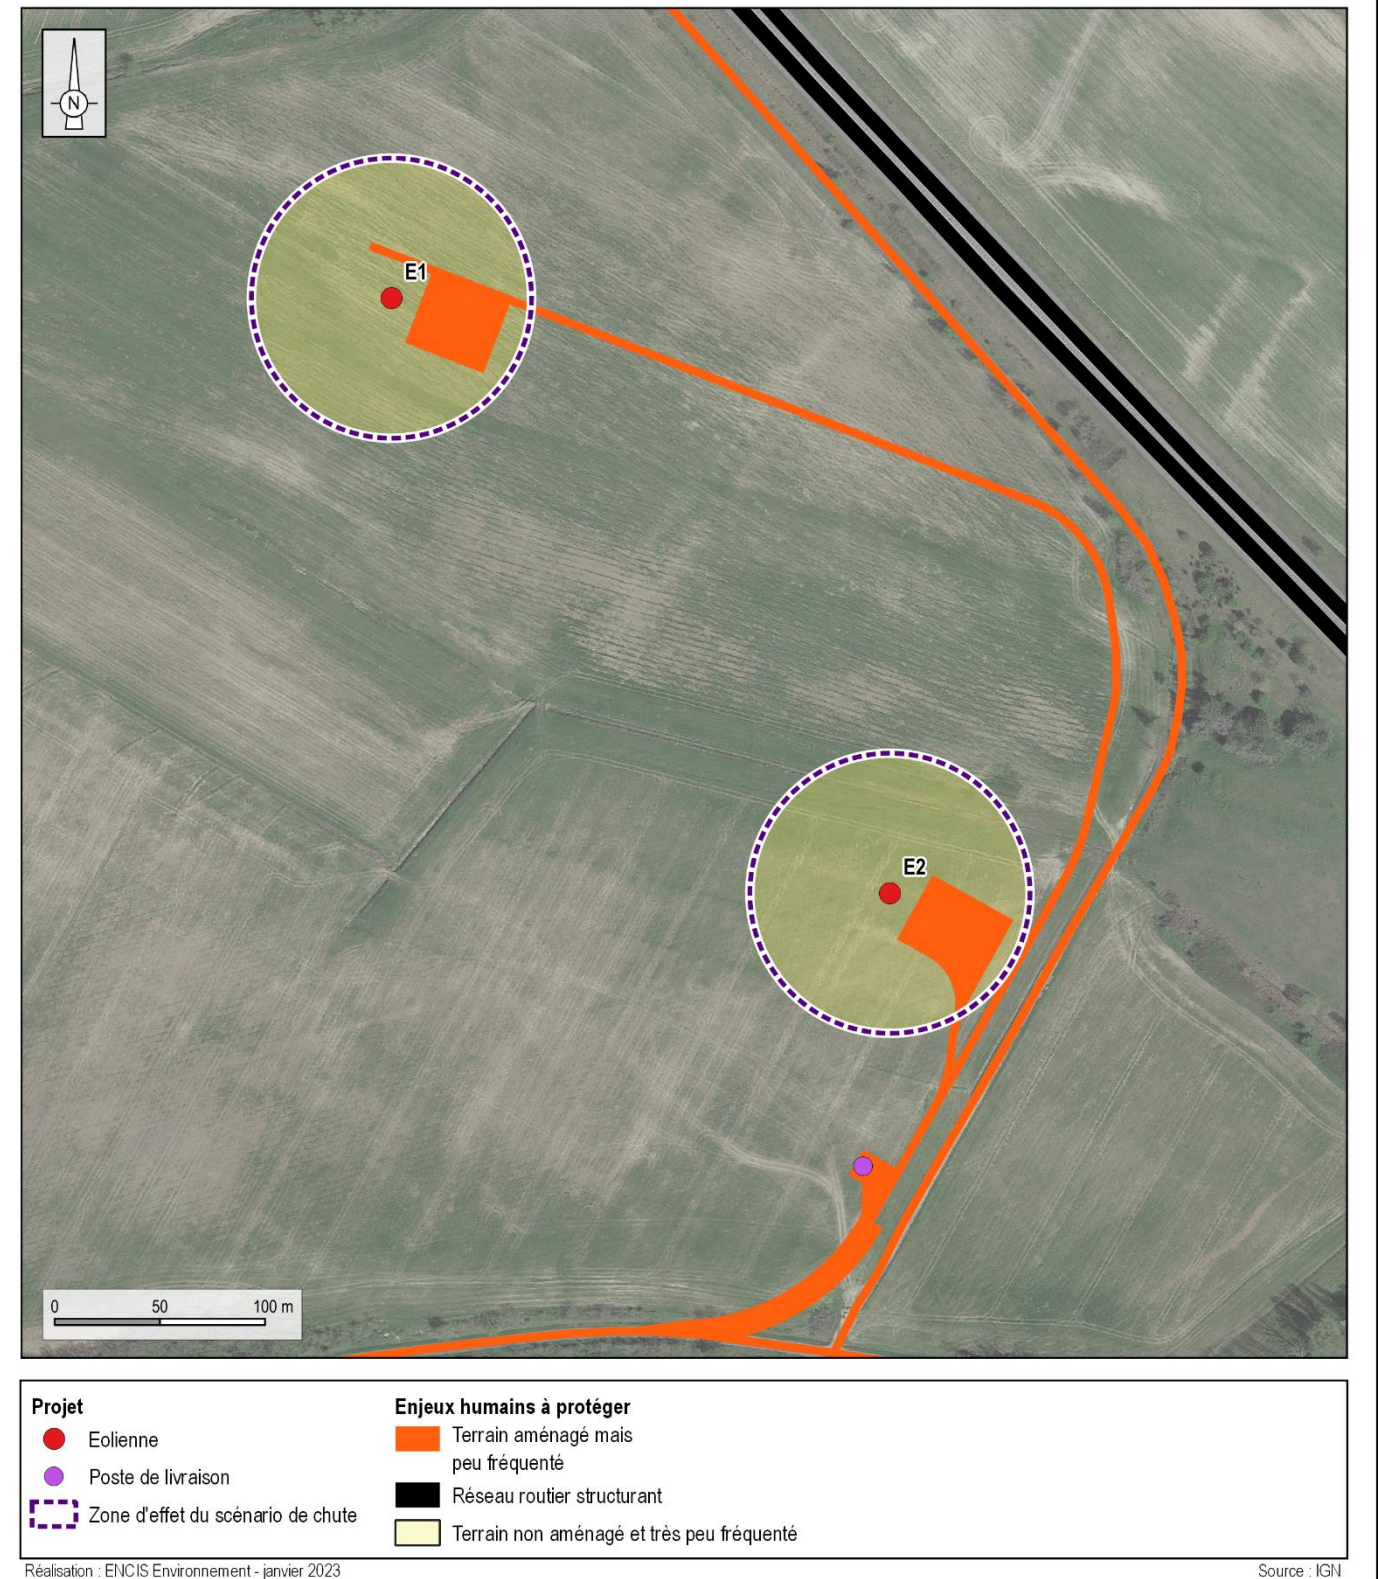 N
E1
E2
0 50 100 m
Projet
Eolienne
Poste de livraison
Zone d'effet du scénario de chute
Enjeux humains à protéger
Terrain aménagé mais
peu fréquenté
Réseau routier structurant
Terrain non aménagé et très peu fréquenté
Réalisation : ENCIS Environnement - janvier 2023
Source : IGN